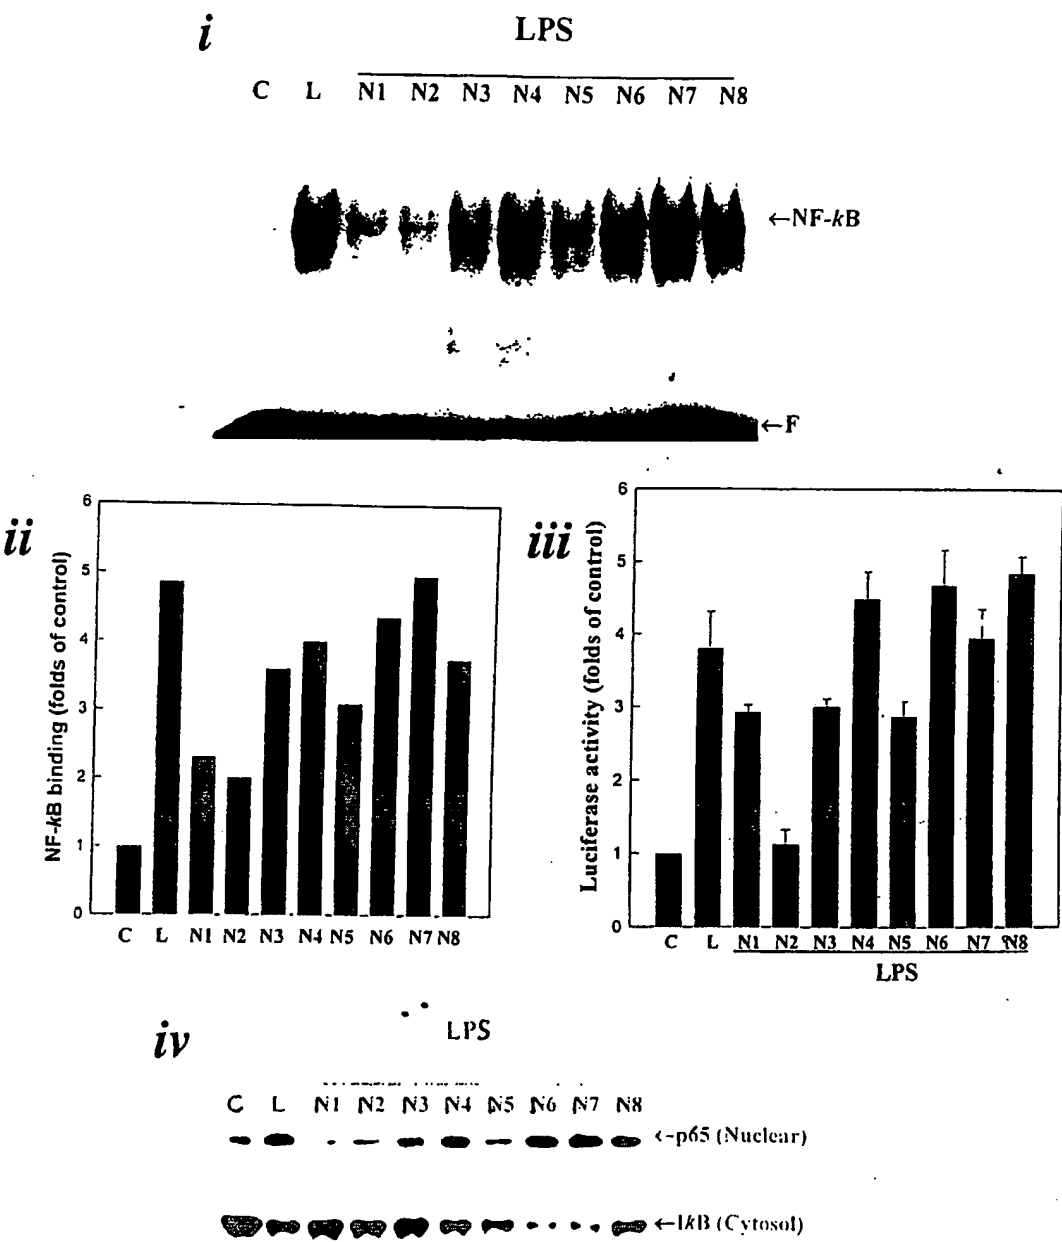 i
LPS
C L N1 N2 N3 N4 N5 N6 N7 N8
←NF-kB
←F
ii
NF-kB binding (folds of control)
6
5
4
3
2
1
0
C L N1 N2 N3 N4 N5 N6 N7 N8
iii
Luciferase activity (folds of control)
6
5
4
3
2
1
0
C L N1 N2 N3 N4 N5 N6 N7 N8
LPS
iv
LPS
C L N1 N2 N3 N4 N5 N6 N7 N8
←p65 (Nuclear)
←IkB (Cytosol)